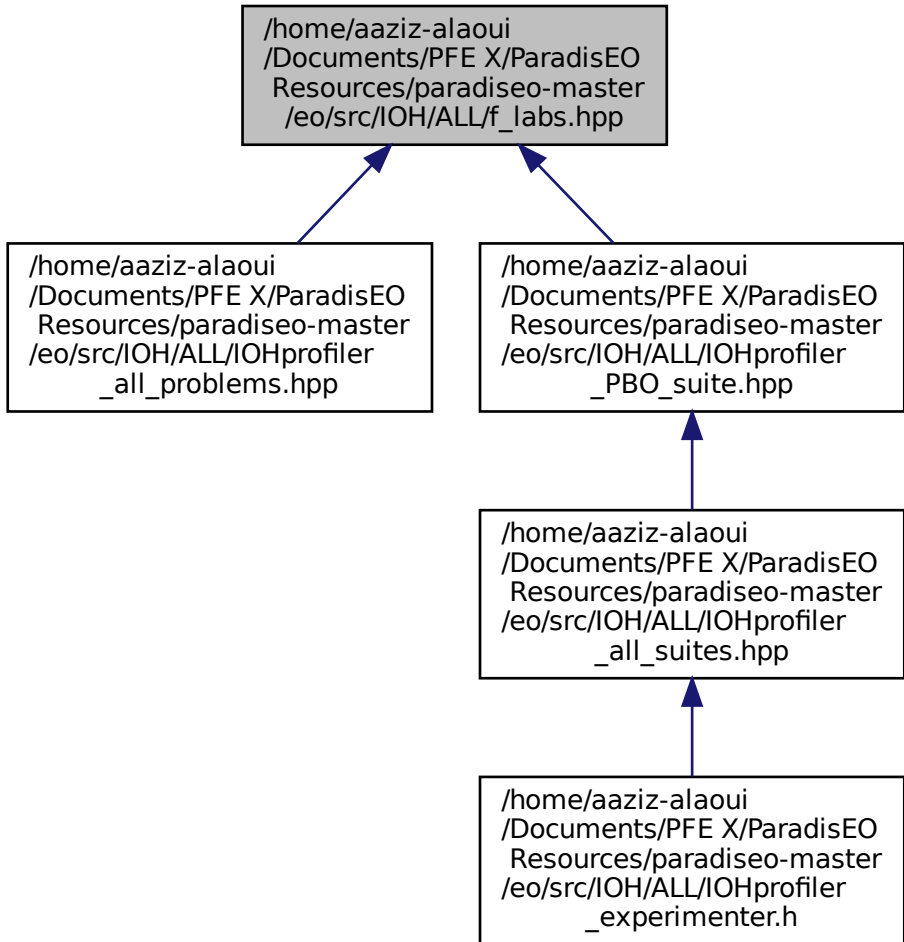 /home/aaziz-alaoui
/Documents/PFE X/ParadisEO
Resources/paradiseo-master
/eo/src/IOH/ALL/f_labs.hpp
/home/aaziz-alaoui
/Documents/PFE X/ParadisEO
Resources/paradiseo-master
/eo/src/IOH/ALL/IOHprofiler
_all_problems.hpp
/home/aaziz-alaoui
/Documents/PFE X/ParadisEO
Resources/paradiseo-master
/eo/src/IOH/ALL/IOHprofiler
_PBO_suite.hpp
/home/aaziz-alaoui
/Documents/PFE X/ParadisEO
Resources/paradiseo-master
/eo/src/IOH/ALL/IOHprofiler
_all_suites.hpp
/home/aaziz-alaoui
/Documents/PFE X/ParadisEO
Resources/paradiseo-master
/eo/src/IOH/ALL/IOHprofiler
_experimenter.h